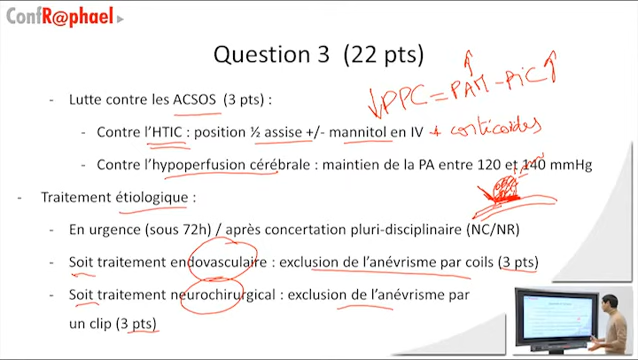 ConfR@phael
Question 3 (22 pts)
- Lutte contre les ACSOS (3 pts) :
↓PPC = PAM - PiC ↑
- Contre l'HTIC : position ½ assise +/- mannitol en IV + corticoides
- Contre l'hypoperfusion cérébrale : maintien de la PA entre 120 et 140 mmHg
- Traitement étiologique :
- En urgence (sous 72h) / après concertation pluri-disciplinaire (NC/NR)
- Soit traitement endovasculaire : exclusion de l'anévrisme par coils (3 pts)
- Soit traitement neurochirurgical : exclusion de l'anévrisme par
un clip (3 pts)